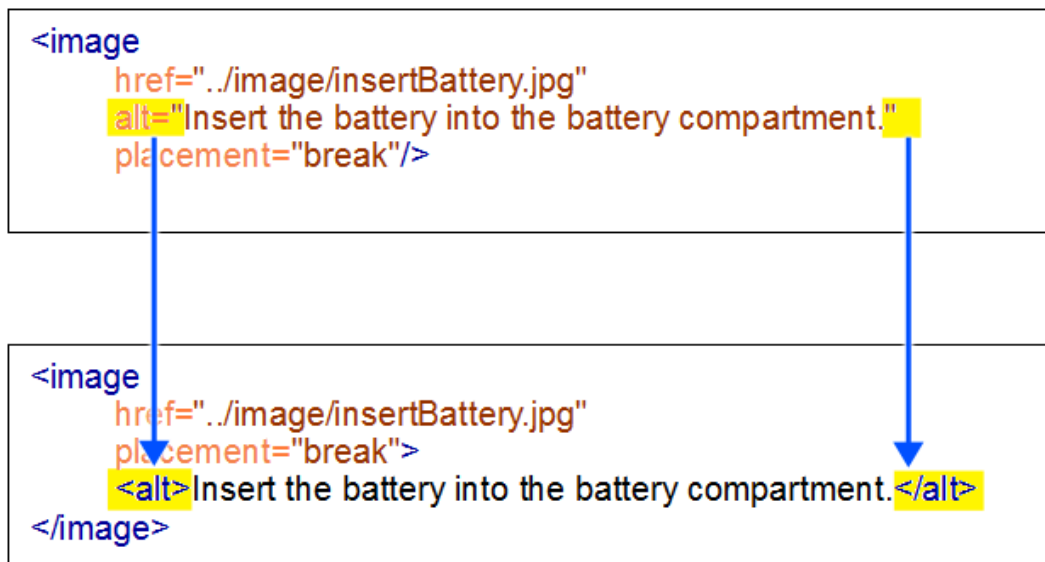 <image
href="../image/insertBattery.jpg"
alt="Insert the battery into the battery compartment."
placement="break"/>
<image
href="../image/insertBattery.jpg"
placement="break">
<alt>Insert the battery into the battery compartment.</alt>
</image>